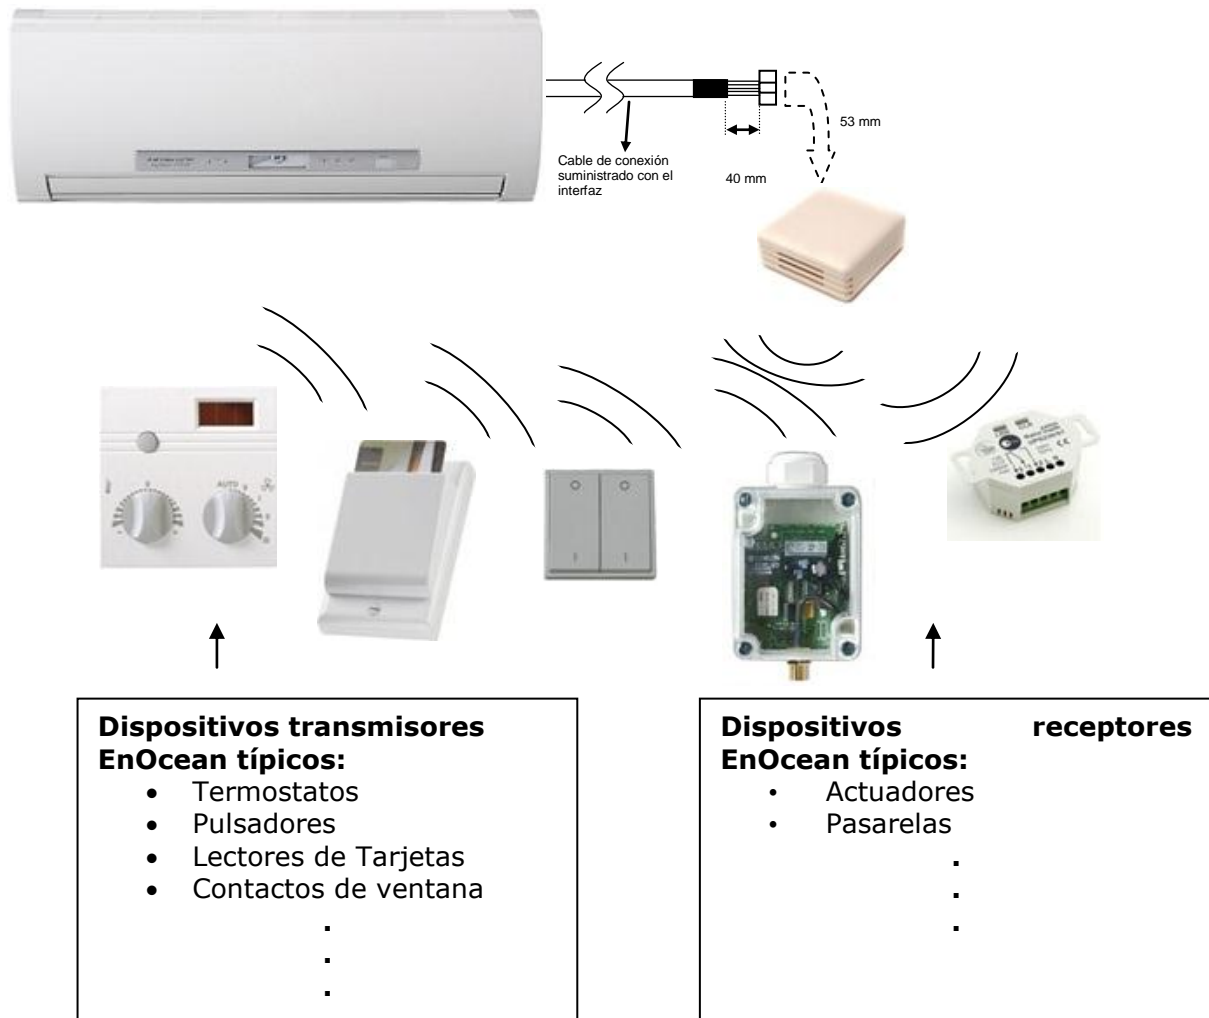 53 mm
Cable de conexión
suministrado con el
interfaz
40 mm
AUTO
Dispositivos transmisores
EnOcean típicos:
• Termostatos
• Pulsadores
• Lectores de Tarjetas
• Contactos de ventana
.
.
.
Dispositivos receptores
EnOcean típicos:
• Actuadores
• Pasarelas
.
.
.